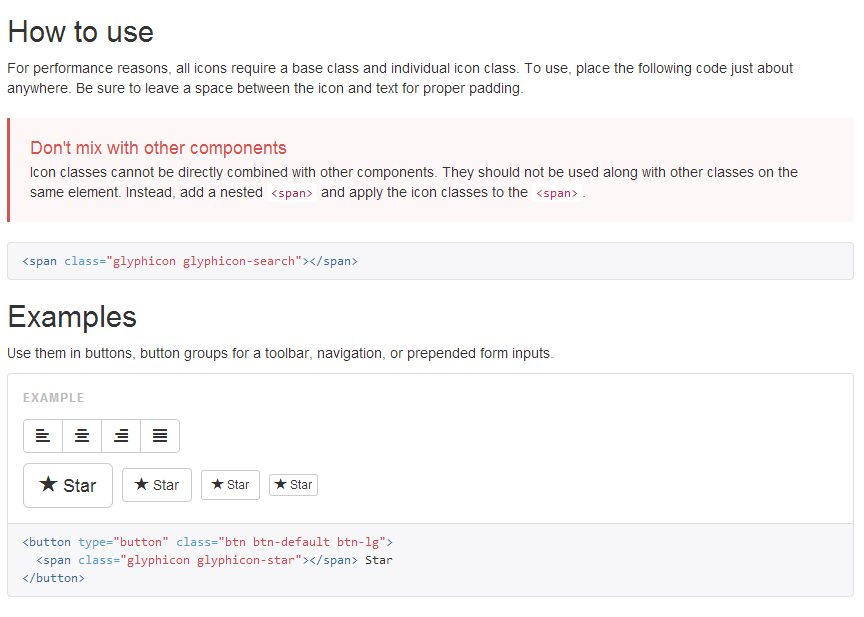 How to use
For performance reasons, all icons require a base class and individual icon class. To use, place the following code just about
anywhere. Be sure to leave a space between the icon and text for proper padding.
Don't mix with other components
Icon classes cannot be directly combined with other components. They should not be used along with other classes on the
same element. Instead, add a nested <span> and apply the icon classes to the <span>.
<span class="glyphicon glyphicon-search"></span>
Examples
Use them in buttons, button groups for a toolbar, navigation, or prepended form inputs.
EXAMPLE
Star Star Star Star
<button type="button" class="btn btn-default btn-lg">
  <span class="glyphicon glyphicon-star"></span> Star
</button>